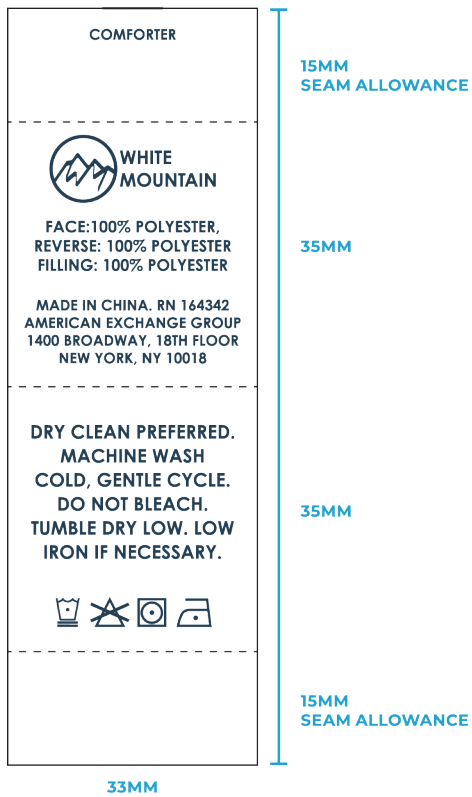 COMFORTER
15MM
SEAM ALLOWANCE
WHITE
MOUNTAIN
FACE:100% POLYESTER,
REVERSE: 100% POLYESTER
FILLING: 100% POLYESTER
35MM
MADE IN CHINA. RN 164342
AMERICAN EXCHANGE GROUP
1400 BROADWAY, 18TH FLOOR
NEW YORK, NY 10018
DRY CLEAN PREFERRED.
MACHINE WASH
COLD, GENTLE CYCLE.
DO NOT BLEACH.
TUMBLE DRY LOW. LOW
IRON IF NECESSARY.
35MM
15MM
SEAM ALLOWANCE
33MM